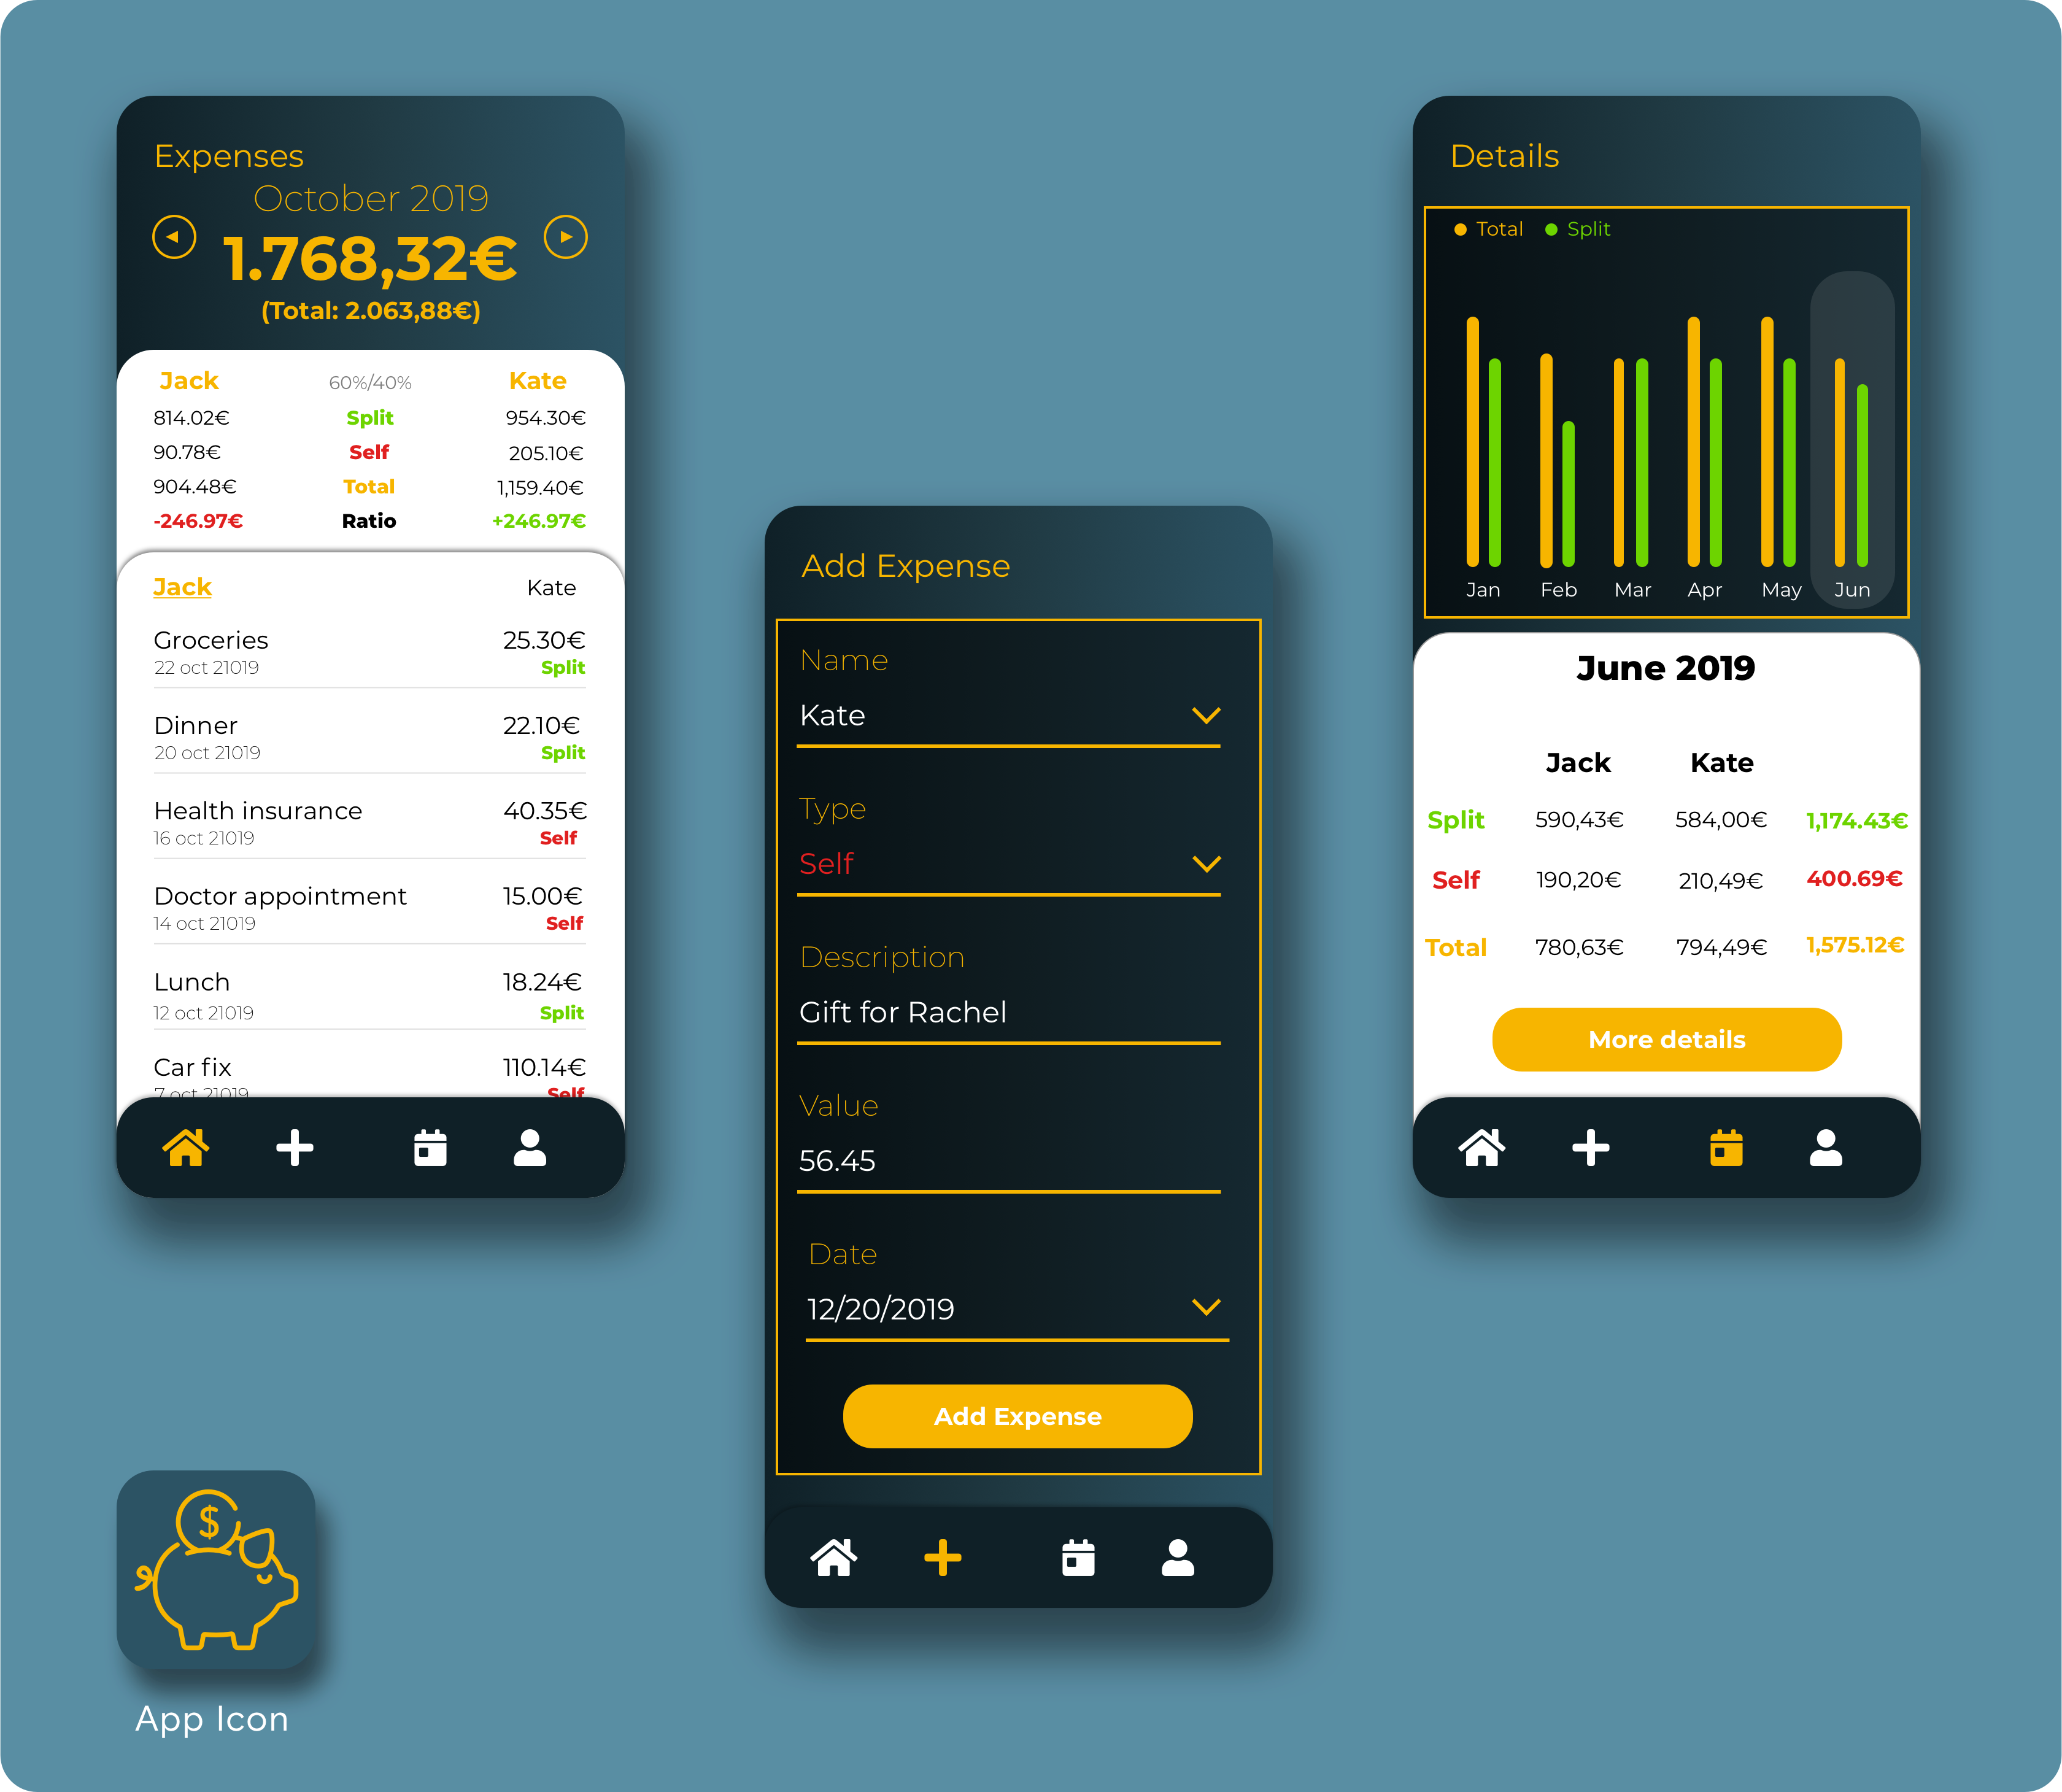 Expenses
October 2019
1.768,32€
(Total: 2.063,88€)
Jack 60%/40% Kate
814.02€ Split 954.30€
90.78€ Self 205.10€
904.48€ Total 1,159.40€
-246.97€ Ratio +246.97€
Jack Kate
Groceries 25.30€
22 oct 21019 Split
Dinner 22.10€
20 oct 21019 Split
Health insurance 40.35€
16 oct 21019 Self
Doctor appointment 15.00€
14 oct 21019 Self
Lunch 18.24€
12 oct 21019 Split
Car fix 110.14€
7 oct 21019 Self
Add Expense
Name
Kate
Type
Self
Description
Gift for Rachel
Value
56.45
Date
12/20/2019
Add Expense
Details
Total Split
Jan Feb Mar Apr May Jun
June 2019
Jack Kate
Split 590,43€ 584,00€ 1,174.43€
Self 190,20€ 210,49€ 400.69€
Total 780,63€ 794,49€ 1,575.12€
More details
$
App Icon